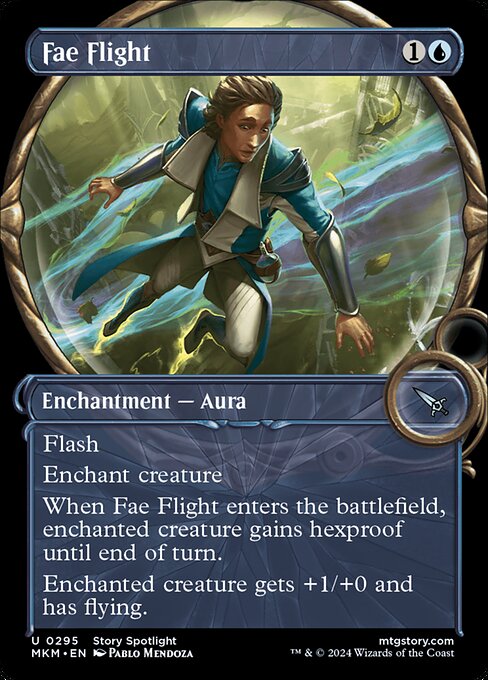 Fae Flight 1
Enchantment — Aura
Flash
Enchant creature
When Fae Flight enters the battlefield,
enchanted creature gains hexproof
until end of turn.
Enchanted creature gets +1/+0 and
has flying.
U 0295 Story Spotlight mtgstory.com
MKM • EN Pablo Mendoza ™ & © 2024 Wizards of the Coast